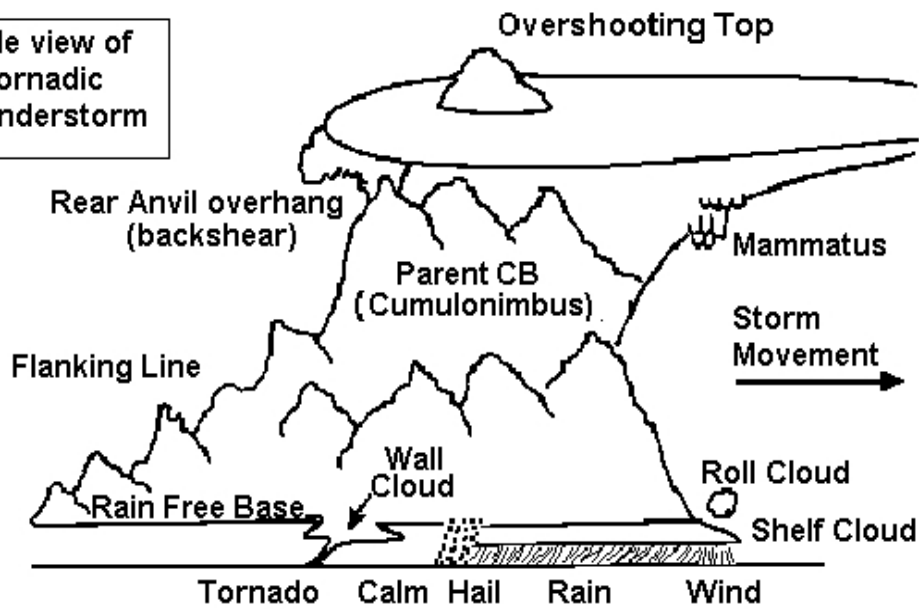 de view of
ornadic
nderstorm
Overshooting Top
Rear Anvil overhang
(backshear)
Mammatus
Parent CB
(Cumulonimbus)
Storm
Movement
Flanking Line
Wall
Cloud
Roll Cloud
Rain Free Base
Shelf Cloud
Tornado Calm Hail Rain Wind